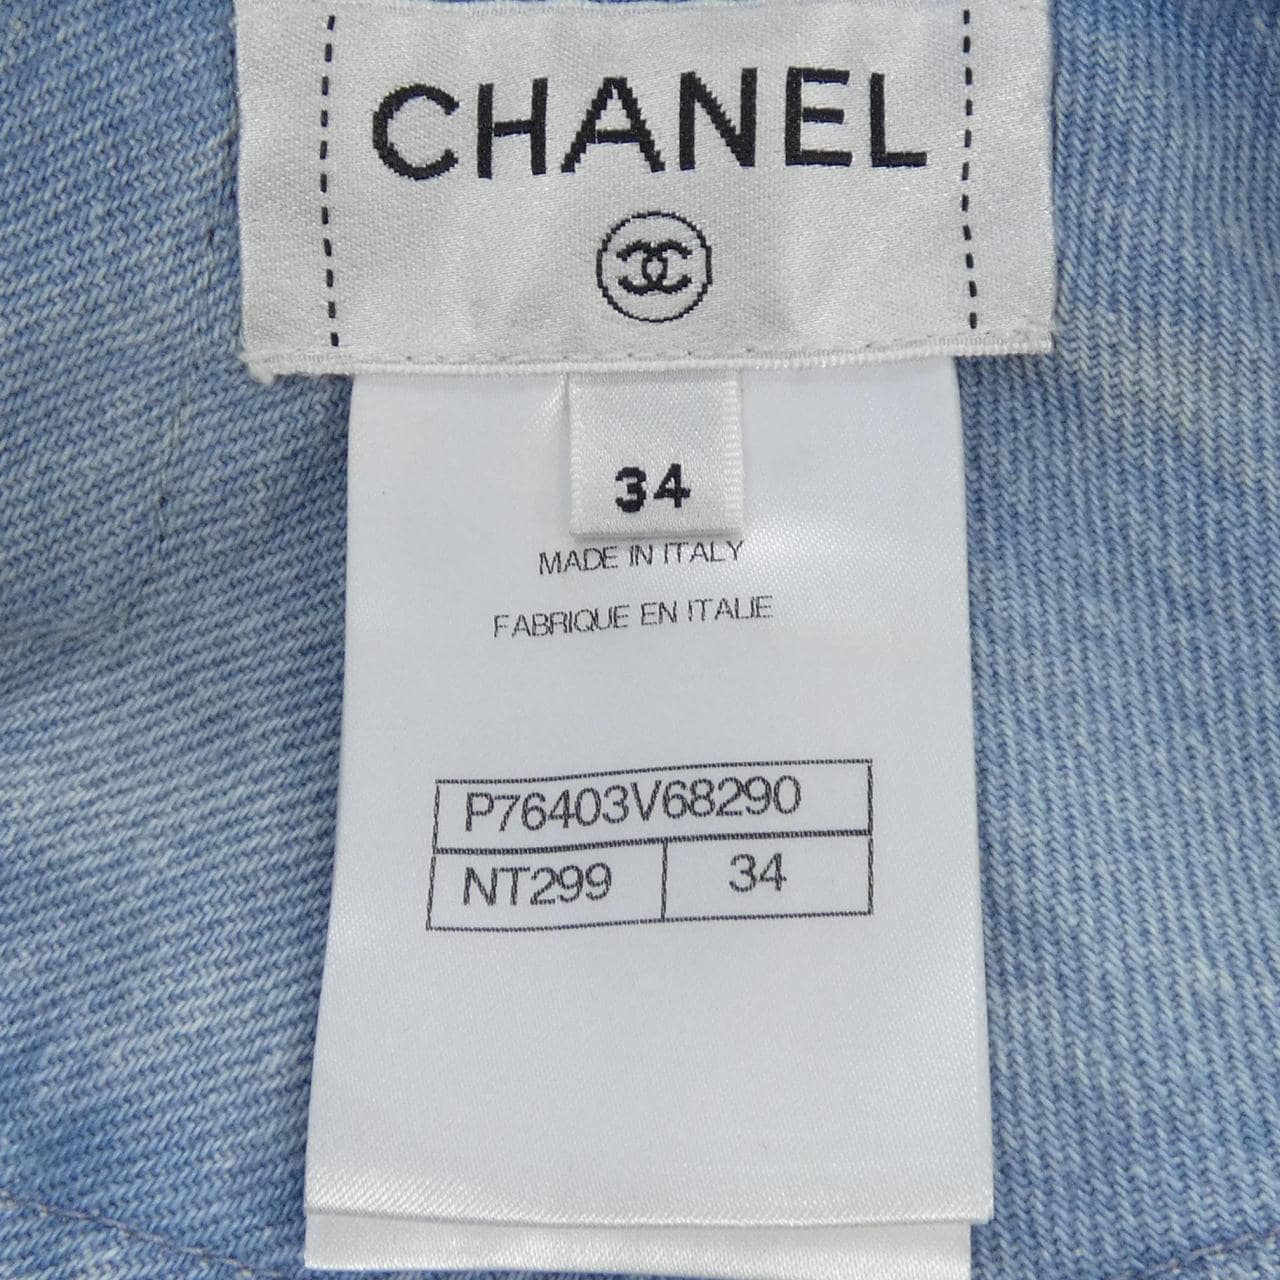 CHANEL
34
MADE IN ITALY
FABRIQUE EN ITALIE
P76403V68290
NT299 34